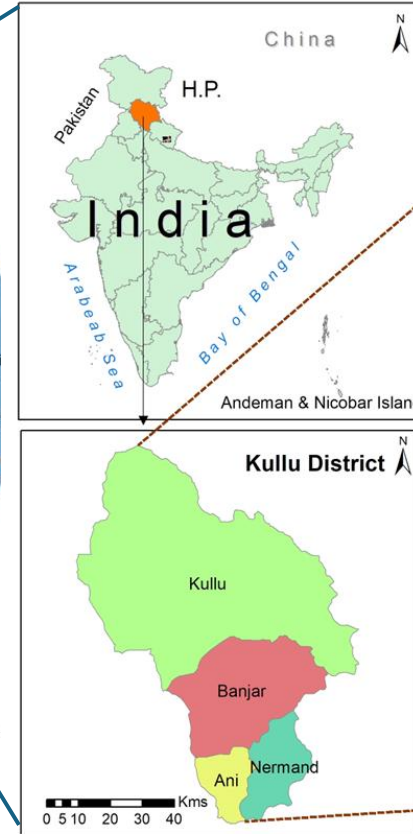 China
N
H.P.
Pakistan
India
Arabeab Sea
Bay of Bengal
Andeman & Nicobar Island
N
Kullu District
Kullu
Banjar
Nermand
Ani
Kms
0 5 10 20 30 40